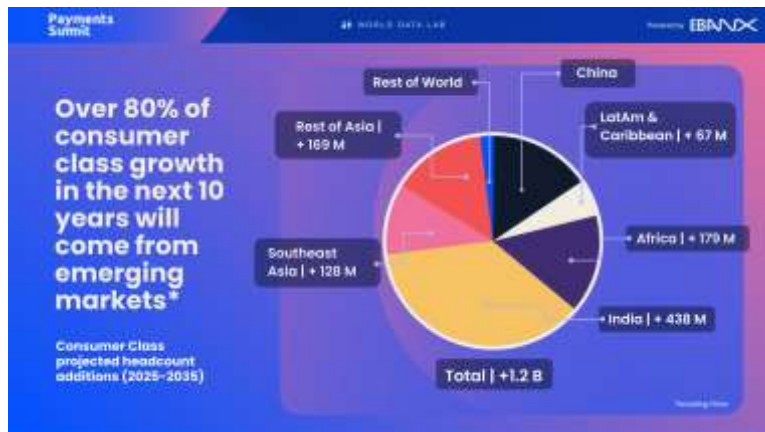 Payments
Summit
WORLD DATA LAB
Powered by EBANX
Over 80% of
consumer
class growth
in the next 10
years will
come from
emerging
markets*
Consumer Class
projected headcount
additions (2025-2035)
Rest of World
China
Rest of Asia |
+ 169 M
LatAm &
Caribbean | + 67 M
Southeast
Asia | + 128 M
Africa | + 179 M
India | + 438 M
Total | +1.2 B